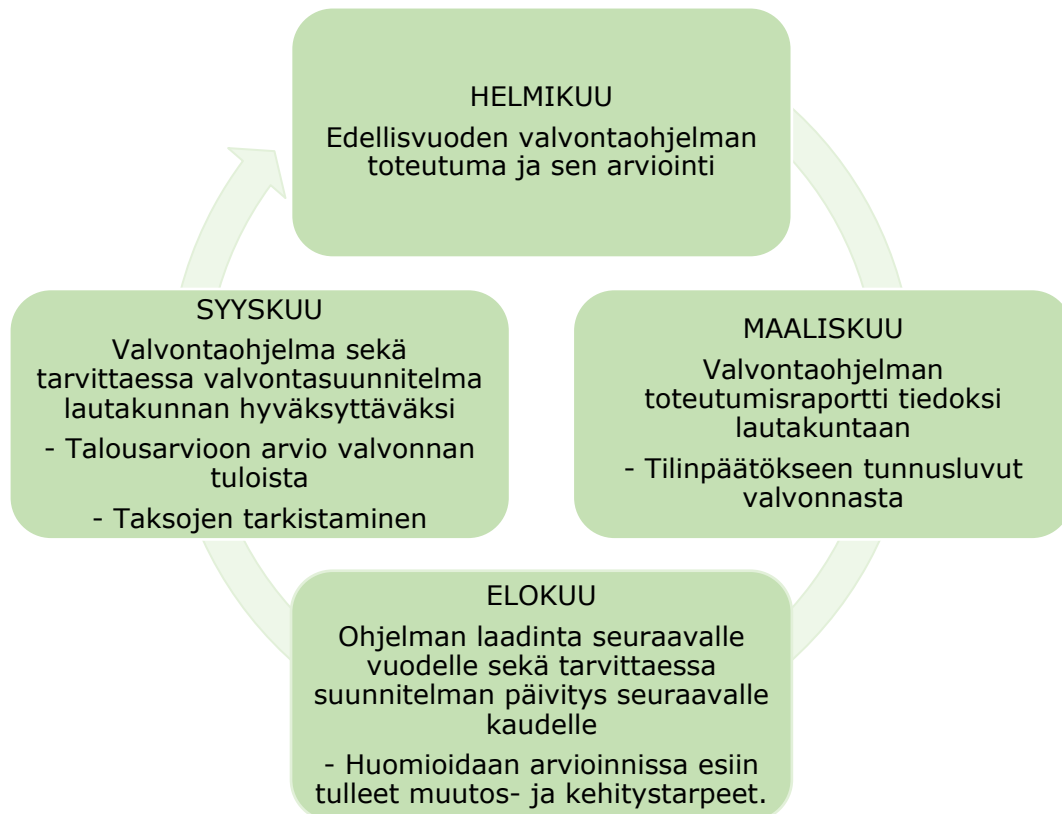 HELMIKUU
Edellisvuoden valvontaohjelman
toteutuma ja sen arviointi
MAALISKUU
Valvontaohjelman
toteutumisraportti tiedoksi
lautakuntaan
- Tilinpäätökseen tunnusluvut
valvonnasta
ELOKUU
Ohjelman laadinta seuraavalle
vuodelle sekä tarvittaessa
suunnitelman päivitys seuraavalle
kaudelle
- Huomioidaan arvioinnissa esiin
tulleet muutos- ja kehitystarpeet.
SYYSKUU
Valvontaohjelma sekä
tarvittaessa valvontasuunnitelma
lautakunnan hyväksyttäväksi
- Talousarvioon arvio valvonnan
tuloista
- Taksojen tarkistaminen